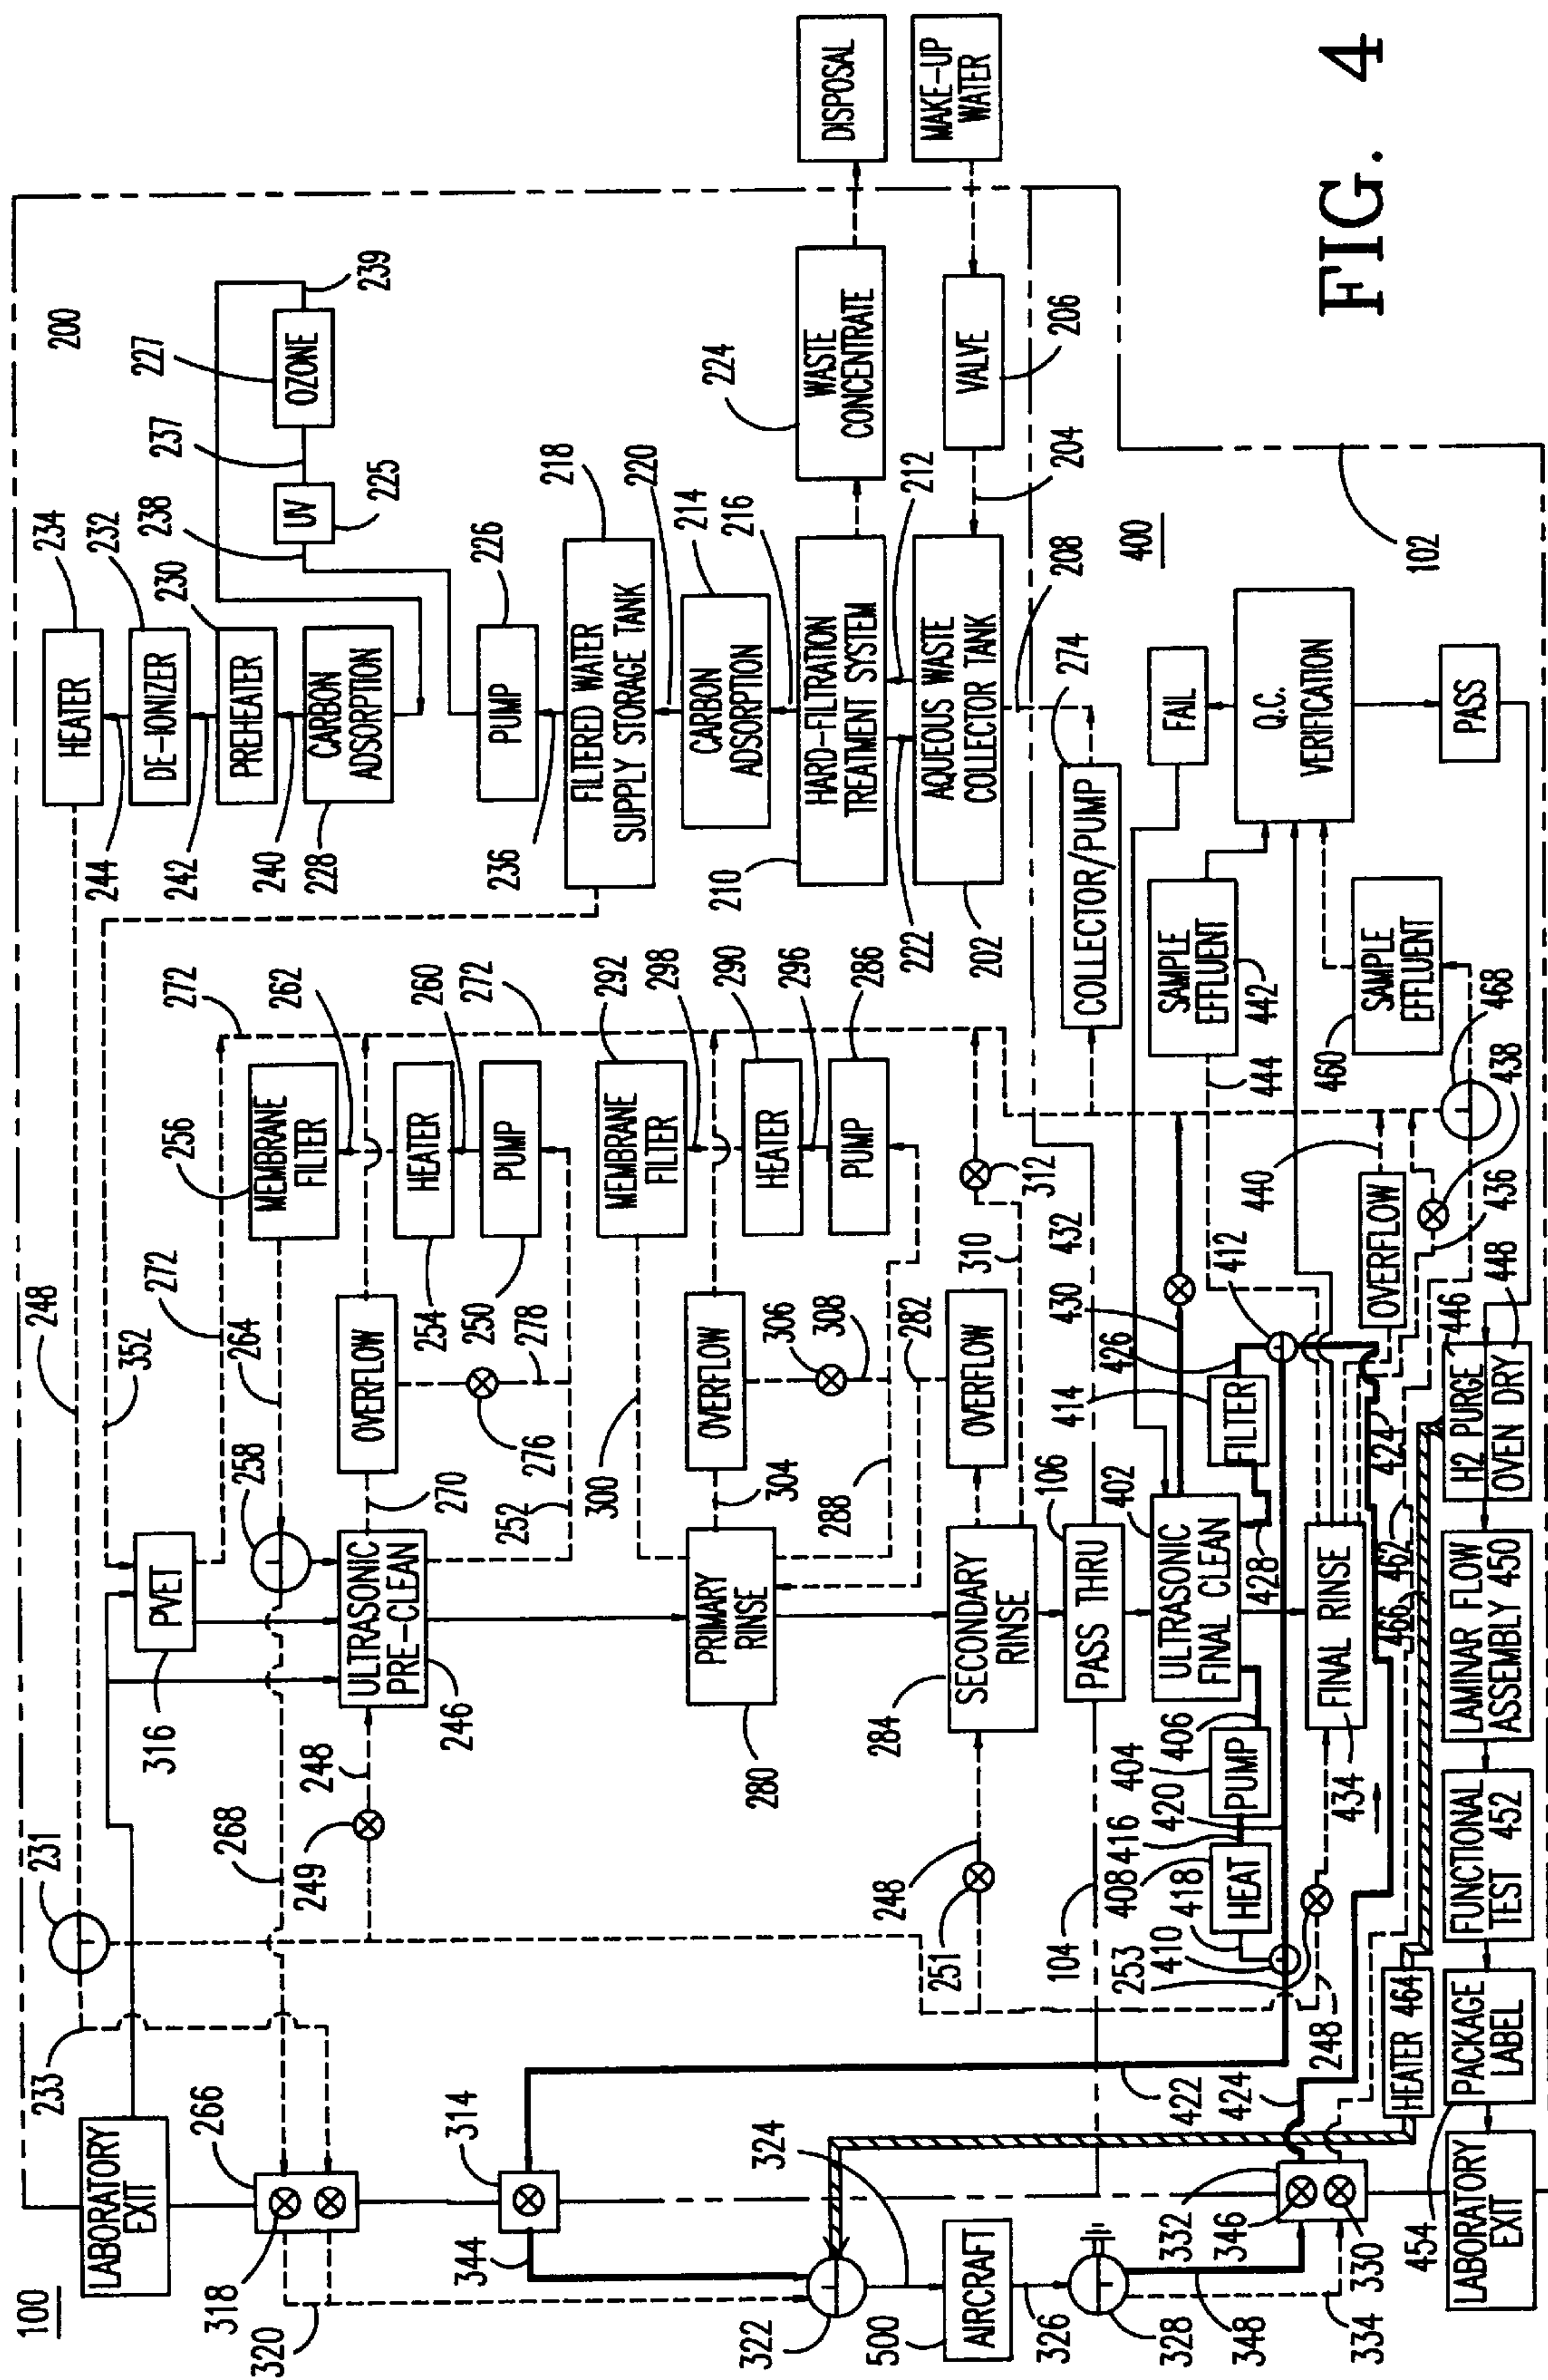 100
LABORATORY
EXIT
233
231
248
234
HEATER
244
232
DE-IONIZER
242
230
PREHEATER
240
CARBON
ADSORPTION
228
238
UV
225
237
227
OZONE
239
200
352
272
264
258
PVET
316
268
266
318
320
249
248
ULTRASONIC
PRE-CLEAN
246
270
OVERFLOW
276
278
252
256
MEMBRANE
FILTER
262
272
HEATER
254
260
PUMP
250
272
236
PUMP
226
FILTERED WATER
SUPPLY STORAGE TANK
218
220
CARBON
ADSORPTION
214
216
HARD-FILTRATION
TREATMENT SYSTEM
210
212
222
AQUEOUS WASTE
COLLECTOR TANK
202
208
WASTE
CONCENTRATE
224
DISPOSAL
VALVE
206
204
MAKE-UP
WATER
314
344
PRIMARY
RINSE
280
300
304
OVERFLOW
306
308
288
282
292
MEMBRANE
FILTER
298
290
HEATER
296
PUMP
286
248
251
284
SECONDARY
RINSE
OVERFLOW
310
312
322
324
500
AIRCRAFT
326
328
348
334
104
106
PASS THRU
432
274
COLLECTOR/PUMP
400
102
402
ULTRASONIC
FINAL CLEAN
404
406
PUMP
408
416
420
HEAT
418
410
253
248
422
424
428
414
FILTER
426
430
412
SAMPLE
EFFLUENT
442
444
FAIL
Q.C.
VERIFICATION
PASS
SAMPLE
EFFLUENT
460
468
438
440
OVERFLOW
436
FINAL RINSE
434
466
462
424
332
346
330
HEATER 464
446
H2 PURGE
OVEN DRY
448
LAMINAR FLOW
ASSEMBLY 450
FUNCTIONAL
TEST 452
PACKAGE
LABEL
454
LABORATORY
EXIT
FIG. 4